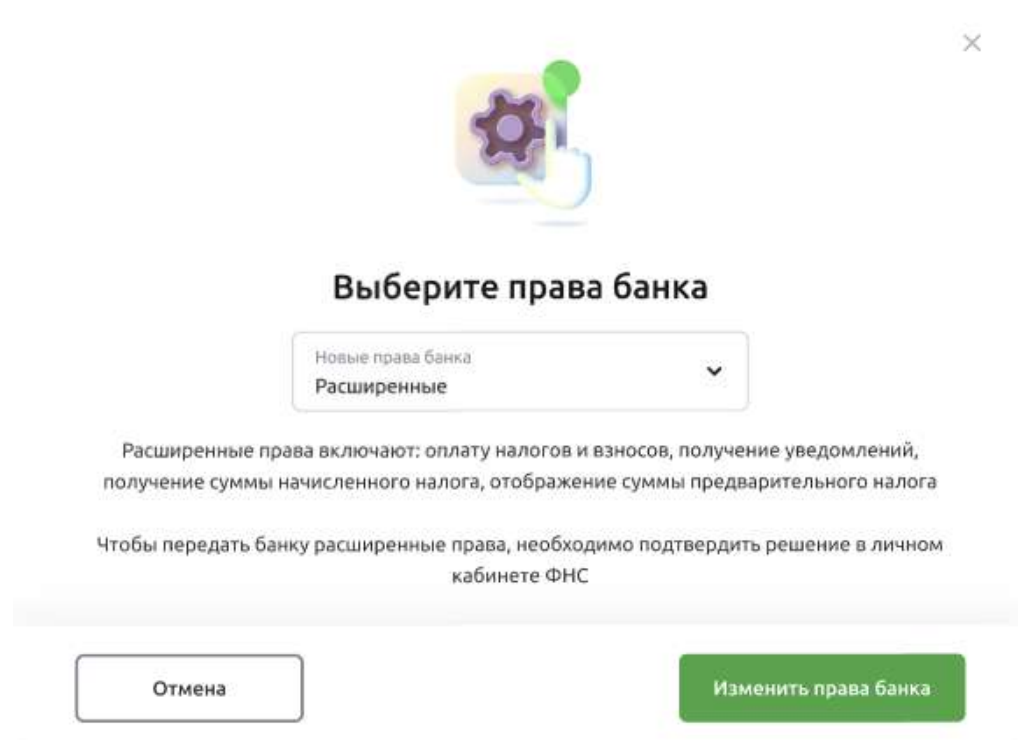 Выберите права банка
Новые права банка
Расширенные
Расширенные права включают: оплату налогов и взносов, получение уведомлений,
получение суммы начисленного налога, отображение суммы предварительного налога
Чтобы передать банку расширенные права, необходимо подтвердить решение в личном
кабинете ФНС
Отмена
Изменить права банка